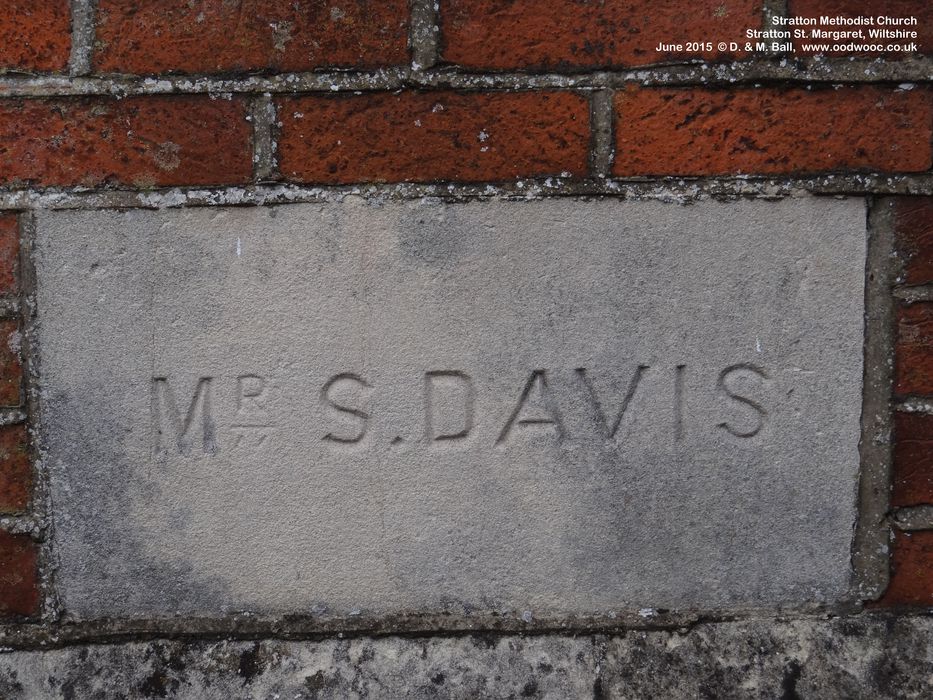 Stratton Methodist Church
Stratton St. Margaret, Wiltshire
June 2015 © D. & M. Ball, www.oodwooc.co.uk
MR S. DAVIS